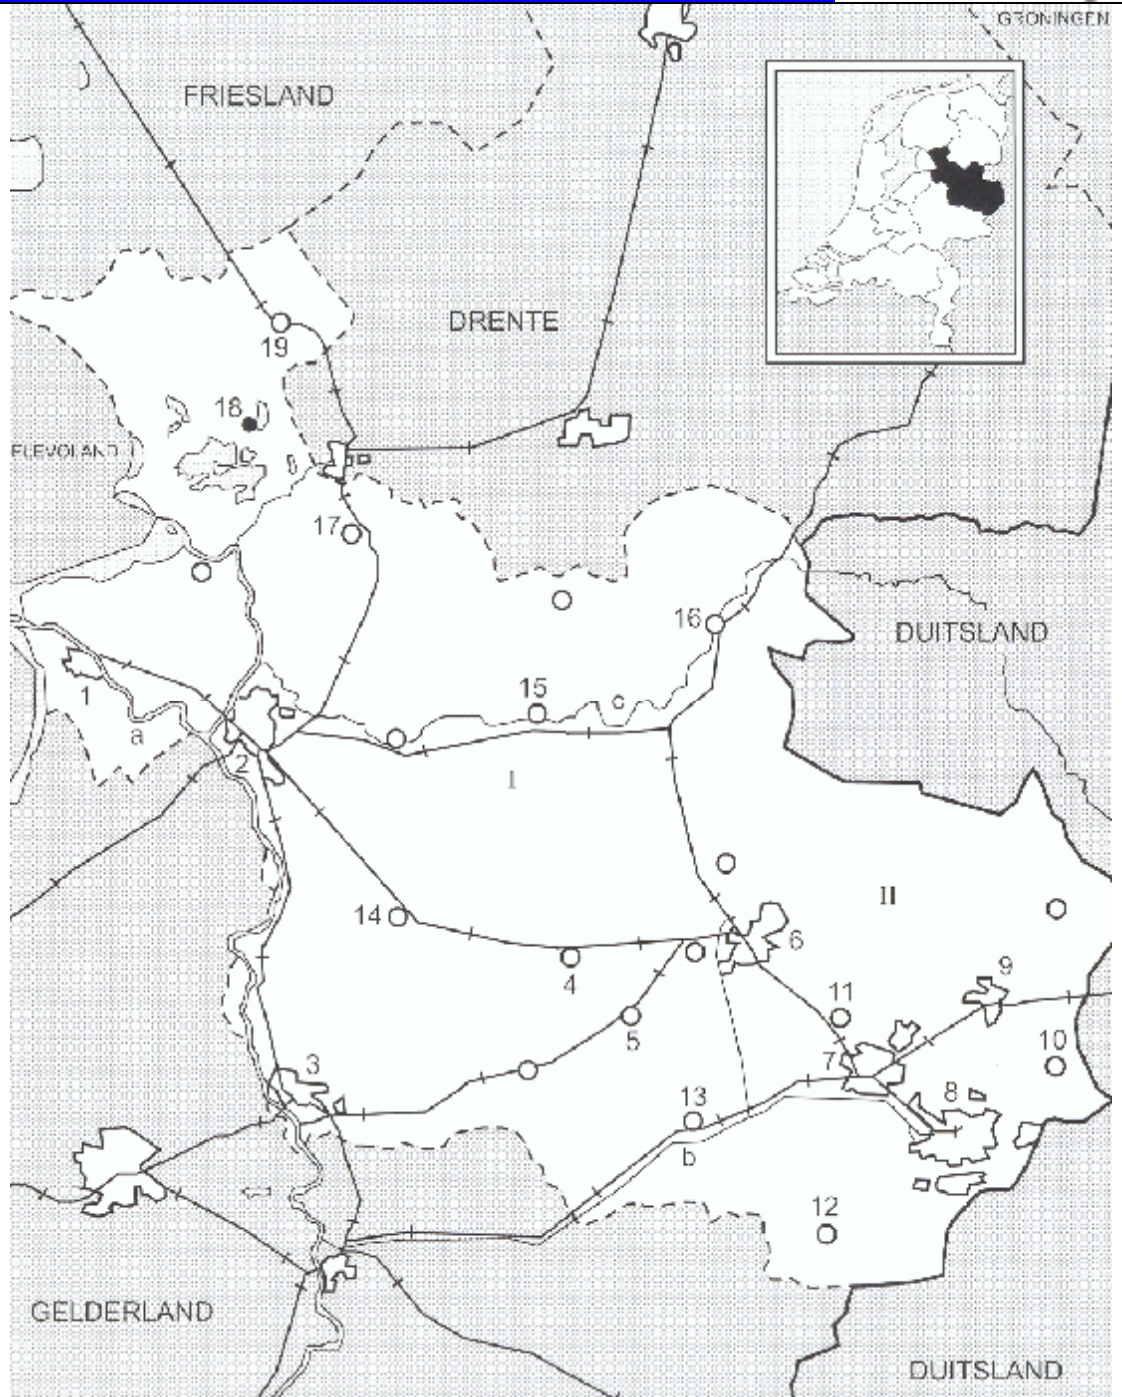 GRONINGEN
FRIESLAND
DRENTE
19
18
FLEVOLAND
17
16
DUITSLAND
15
c
1
a
2
I
II
14
6
4
9
11
5
10
3
7
8
13
b
12
GELDERLAND
DUITSLAND